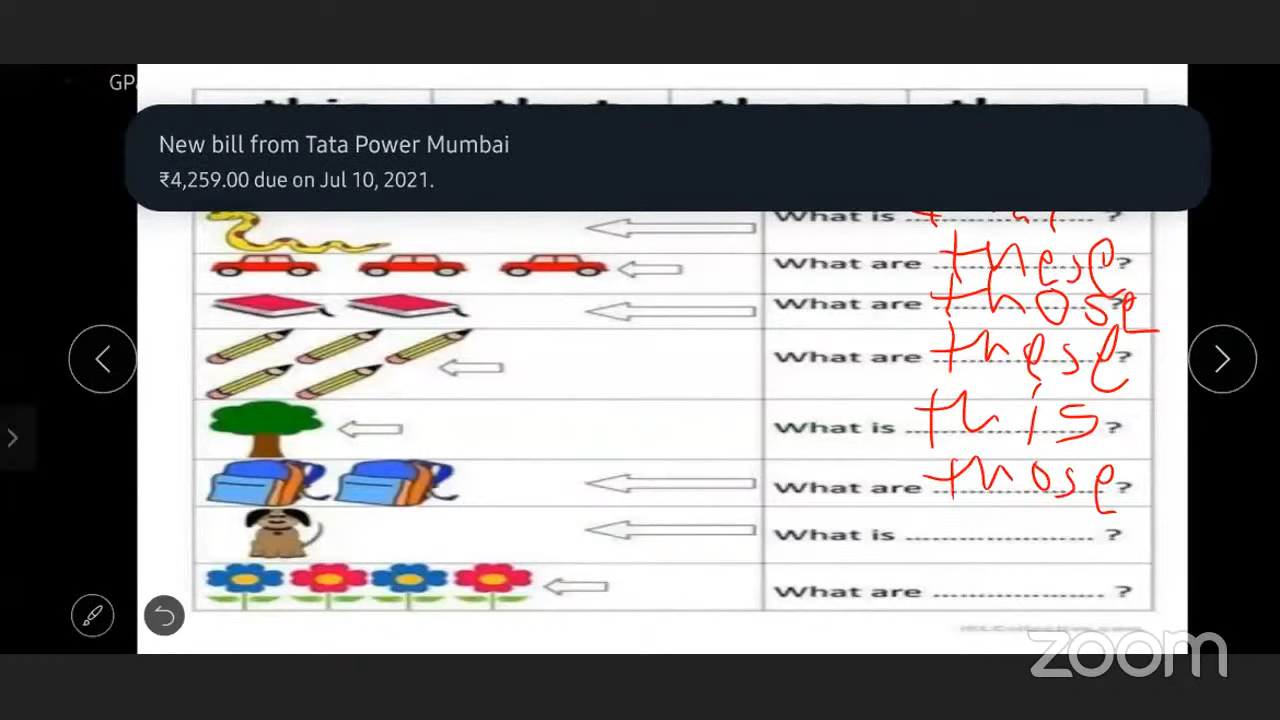 GP
New bill from Tata Power Mumbai
₹4,259.00 due on Jul 10, 2021.
What is .................... ?
What are these ?
What are those ?
What are these ?
What is this ?
What are those ?
What is ..................... ?
What are ................... ?
zoom